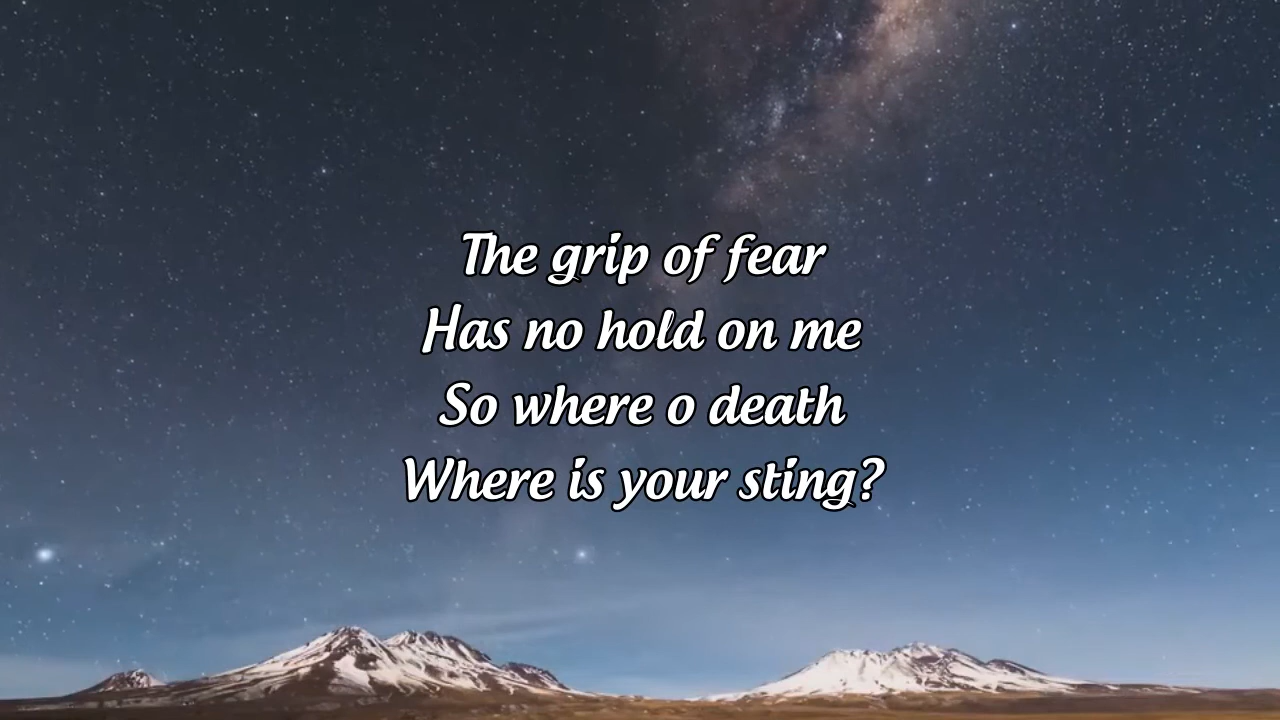 The grip of fear
Has no hold on me
So where o death
Where is your sting?